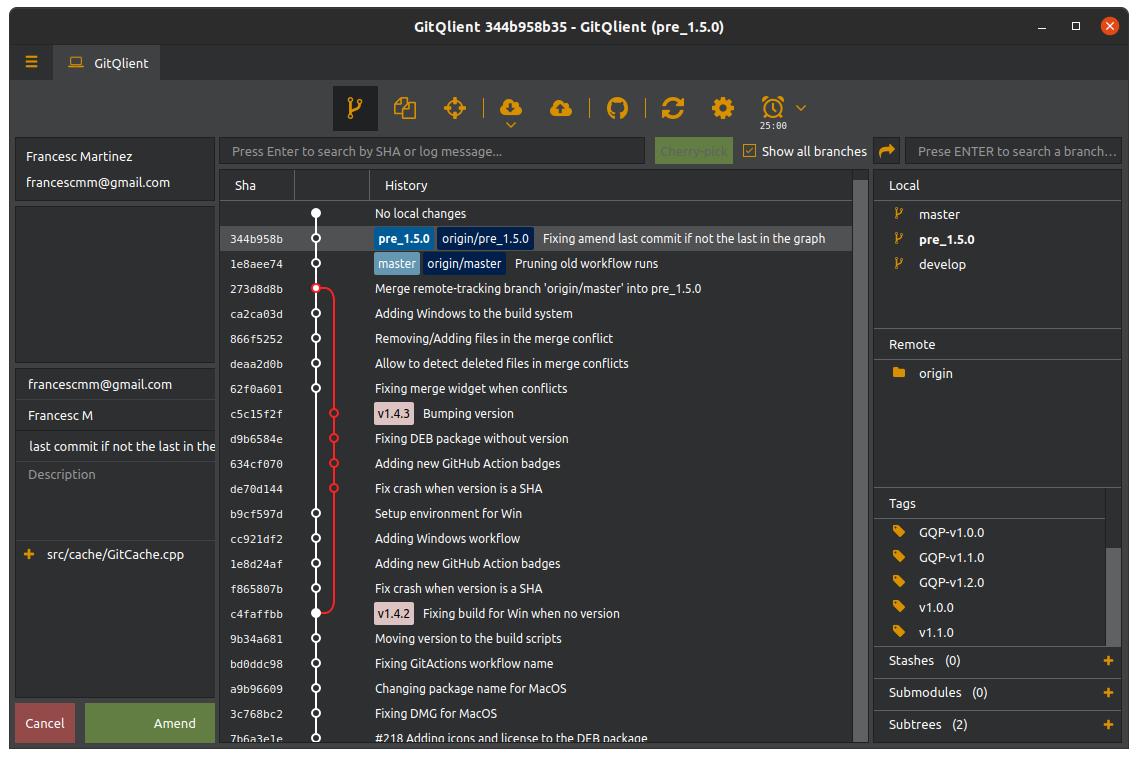 GitQlient 344b958b35 - GitQlient (pre_1.5.0)
GitQlient
25:00
Francesc Martinez
francescmm@gmail.com
francescmm@gmail.com
Francesc M
last commit if not the last in the
Description
src/cache/GitCache.cpp
Cancel
Amend
Press Enter to search by SHA or log message...
Cherry-pick
Show all branches
Prese ENTER to search a branch...
Sha History
No local changes
344b958b pre_1.5.0 origin/pre_1.5.0 Fixing amend last commit if not the last in the graph
1e8aee74 master origin/master Pruning old workflow runs
273d8d8b Merge remote-tracking branch 'origin/master' into pre_1.5.0
ca2ca03d Adding Windows to the build system
866f5252 Removing/Adding files in the merge conflict
deaa2d0b Allow to detect deleted files in merge conflicts
62f0a601 Fixing merge widget when conflicts
c5c15f2f v1.4.3 Bumping version
d9b6584e Fixing DEB package without version
634cf070 Adding new GitHub Action badges
de70d144 Fix crash when version is a SHA
b9cf597d Setup environment for Win
cc921df2 Adding Windows workflow
1e8d24af Adding new GitHub Action badges
f865807b Fix crash when version is a SHA
c4faffbb v1.4.2 Fixing build for Win when no version
9b34a681 Moving version to the build scripts
bd0ddc98 Fixing GitActions workflow name
a9b96609 Changing package name for MacOS
3c768bc2 Fixing DMG for MacOS
7b6a3e1e #218 Adding icons and license to the DEB package
Local
master
pre_1.5.0
develop
Remote
origin
Tags
GQP-v1.0.0
GQP-v1.1.0
GQP-v1.2.0
v1.0.0
v1.1.0
Stashes (0)
Submodules (0)
Subtrees (2)